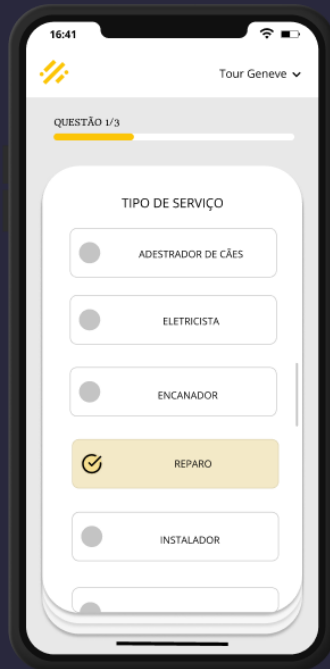 16:41
Tour Geneve
QUESTÃO 1/3
TIPO DE SERVIÇO
ADESTRADOR DE CÃES
ELETRICISTA
ENCANADOR
REPARO
INSTALADOR